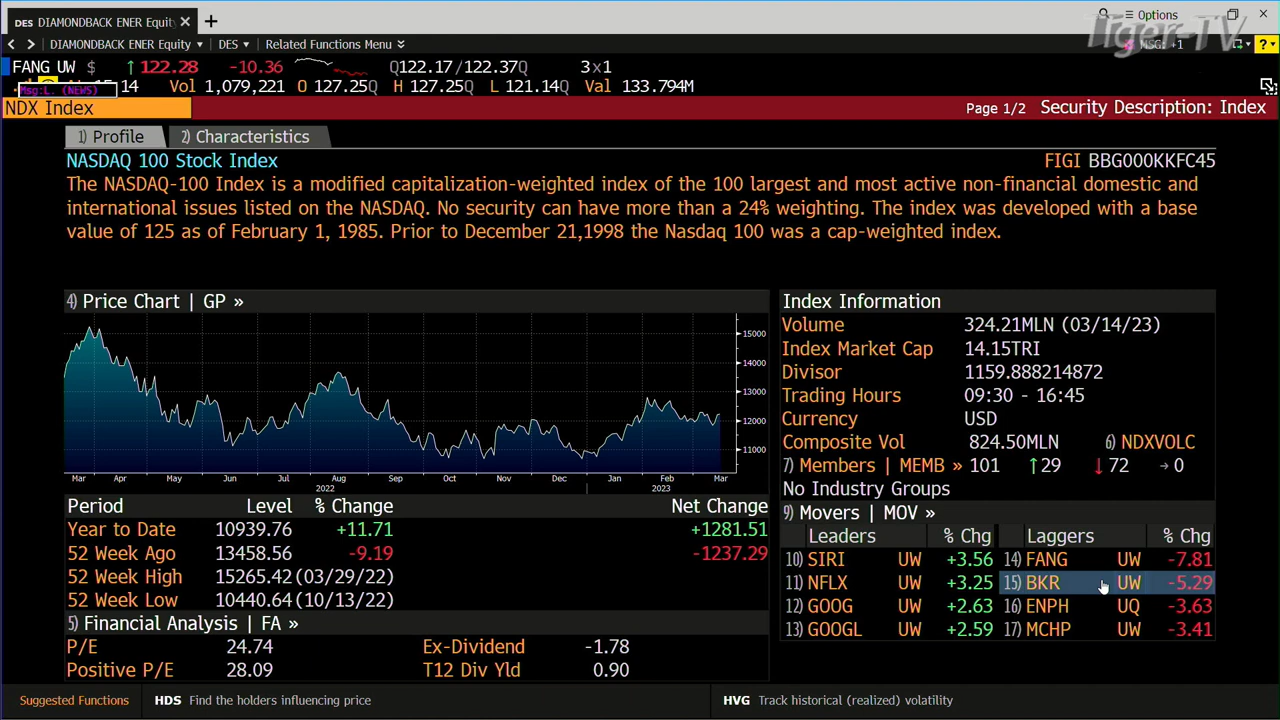 DES DIAMONDBACK ENER Equity × +
Options
< > DIAMONDBACK ENER Equity ▾ DES ▾ Related Functions Menu
Tiger-TV
MSG: +1
?
FANG UW $ ↑122.28 -10.36 Q122.17/122.37Q 3x1
14 Vol 1,079,221 O 127.25Q H 127.25Q L 121.14Q Val 133.794M
Msg:L. (NEWS)
NDX Index Page 1/2 Security Description: Index
1) Profile 2) Characteristics
NASDAQ 100 Stock Index FIGI BBG000KKFC45
The NASDAQ-100 Index is a modified capitalization-weighted index of the 100 largest and most active non-financial domestic and
international issues listed on the NASDAQ. No security can have more than a 24% weighting. The index was developed with a base
value of 125 as of February 1, 1985. Prior to December 21,1998 the Nasdaq 100 was a cap-weighted index.
4) Price Chart | GP »
15000
14000
13000
12000
11000
Mar Apr May Jun Jul Aug Sep Oct Nov Dec Jan Feb Mar
2022 2023
Period Level % Change Net Change
Year to Date 10939.76 +11.71 +1281.51
52 Week Ago 13458.56 -9.19 -1237.29
52 Week High 15265.42 (03/29/22)
52 Week Low 10440.64 (10/13/22)
5) Financial Analysis | FA »
P/E 24.74 Ex-Dividend -1.78
Positive P/E 28.09 T12 Div Yld 0.90
Index Information
Volume 324.21MLN (03/14/23)
Index Market Cap 14.15TRI
Divisor 1159.888214872
Trading Hours 09:30 - 16:45
Currency USD
Composite Vol 824.50MLN 6) NDXVOLC
7) Members | MEMB » 101 ↑29 ↓72 →0
No Industry Groups
9) Movers | MOV »
Leaders % Chg Laggers % Chg
10) SIRI UW +3.56 14) FANG UW -7.81
11) NFLX UW +3.25 15) BKR UW -5.29
12) GOOG UW +2.63 16) ENPH UQ -3.63
13) GOOGL UW +2.59 17) MCHP UW -3.41
Suggested Functions HDS Find the holders influencing price HVG Track historical (realized) volatility